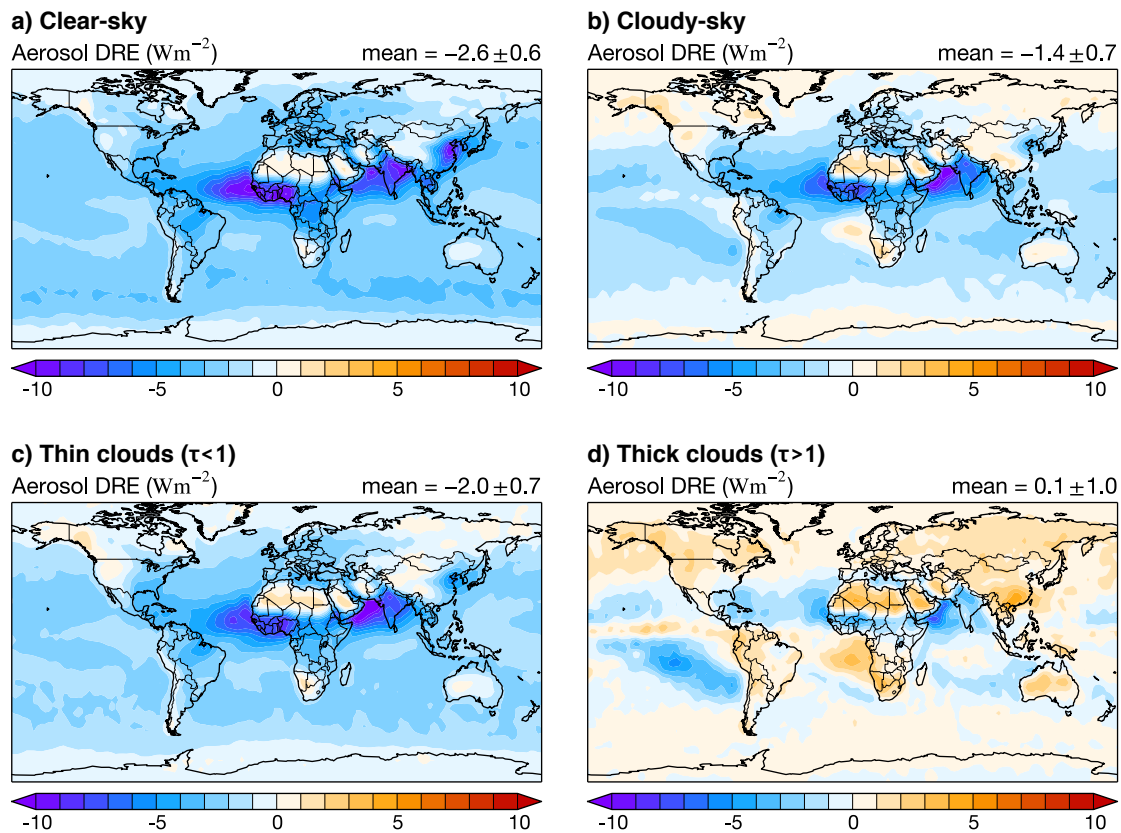 a) Clear-sky
Aerosol DRE (Wm−2) mean = −2.6 ±0.6
-10 -5 0 5 10
b) Cloudy-sky
Aerosol DRE (Wm−2) mean = −1.4 ±0.7
-10 -5 0 5 10
c) Thin clouds (τ<1)
Aerosol DRE (Wm−2) mean = −2.0 ±0.7
-10 -5 0 5 10
d) Thick clouds (τ>1)
Aerosol DRE (Wm−2) mean = 0.1 ±1.0
-10 -5 0 5 10